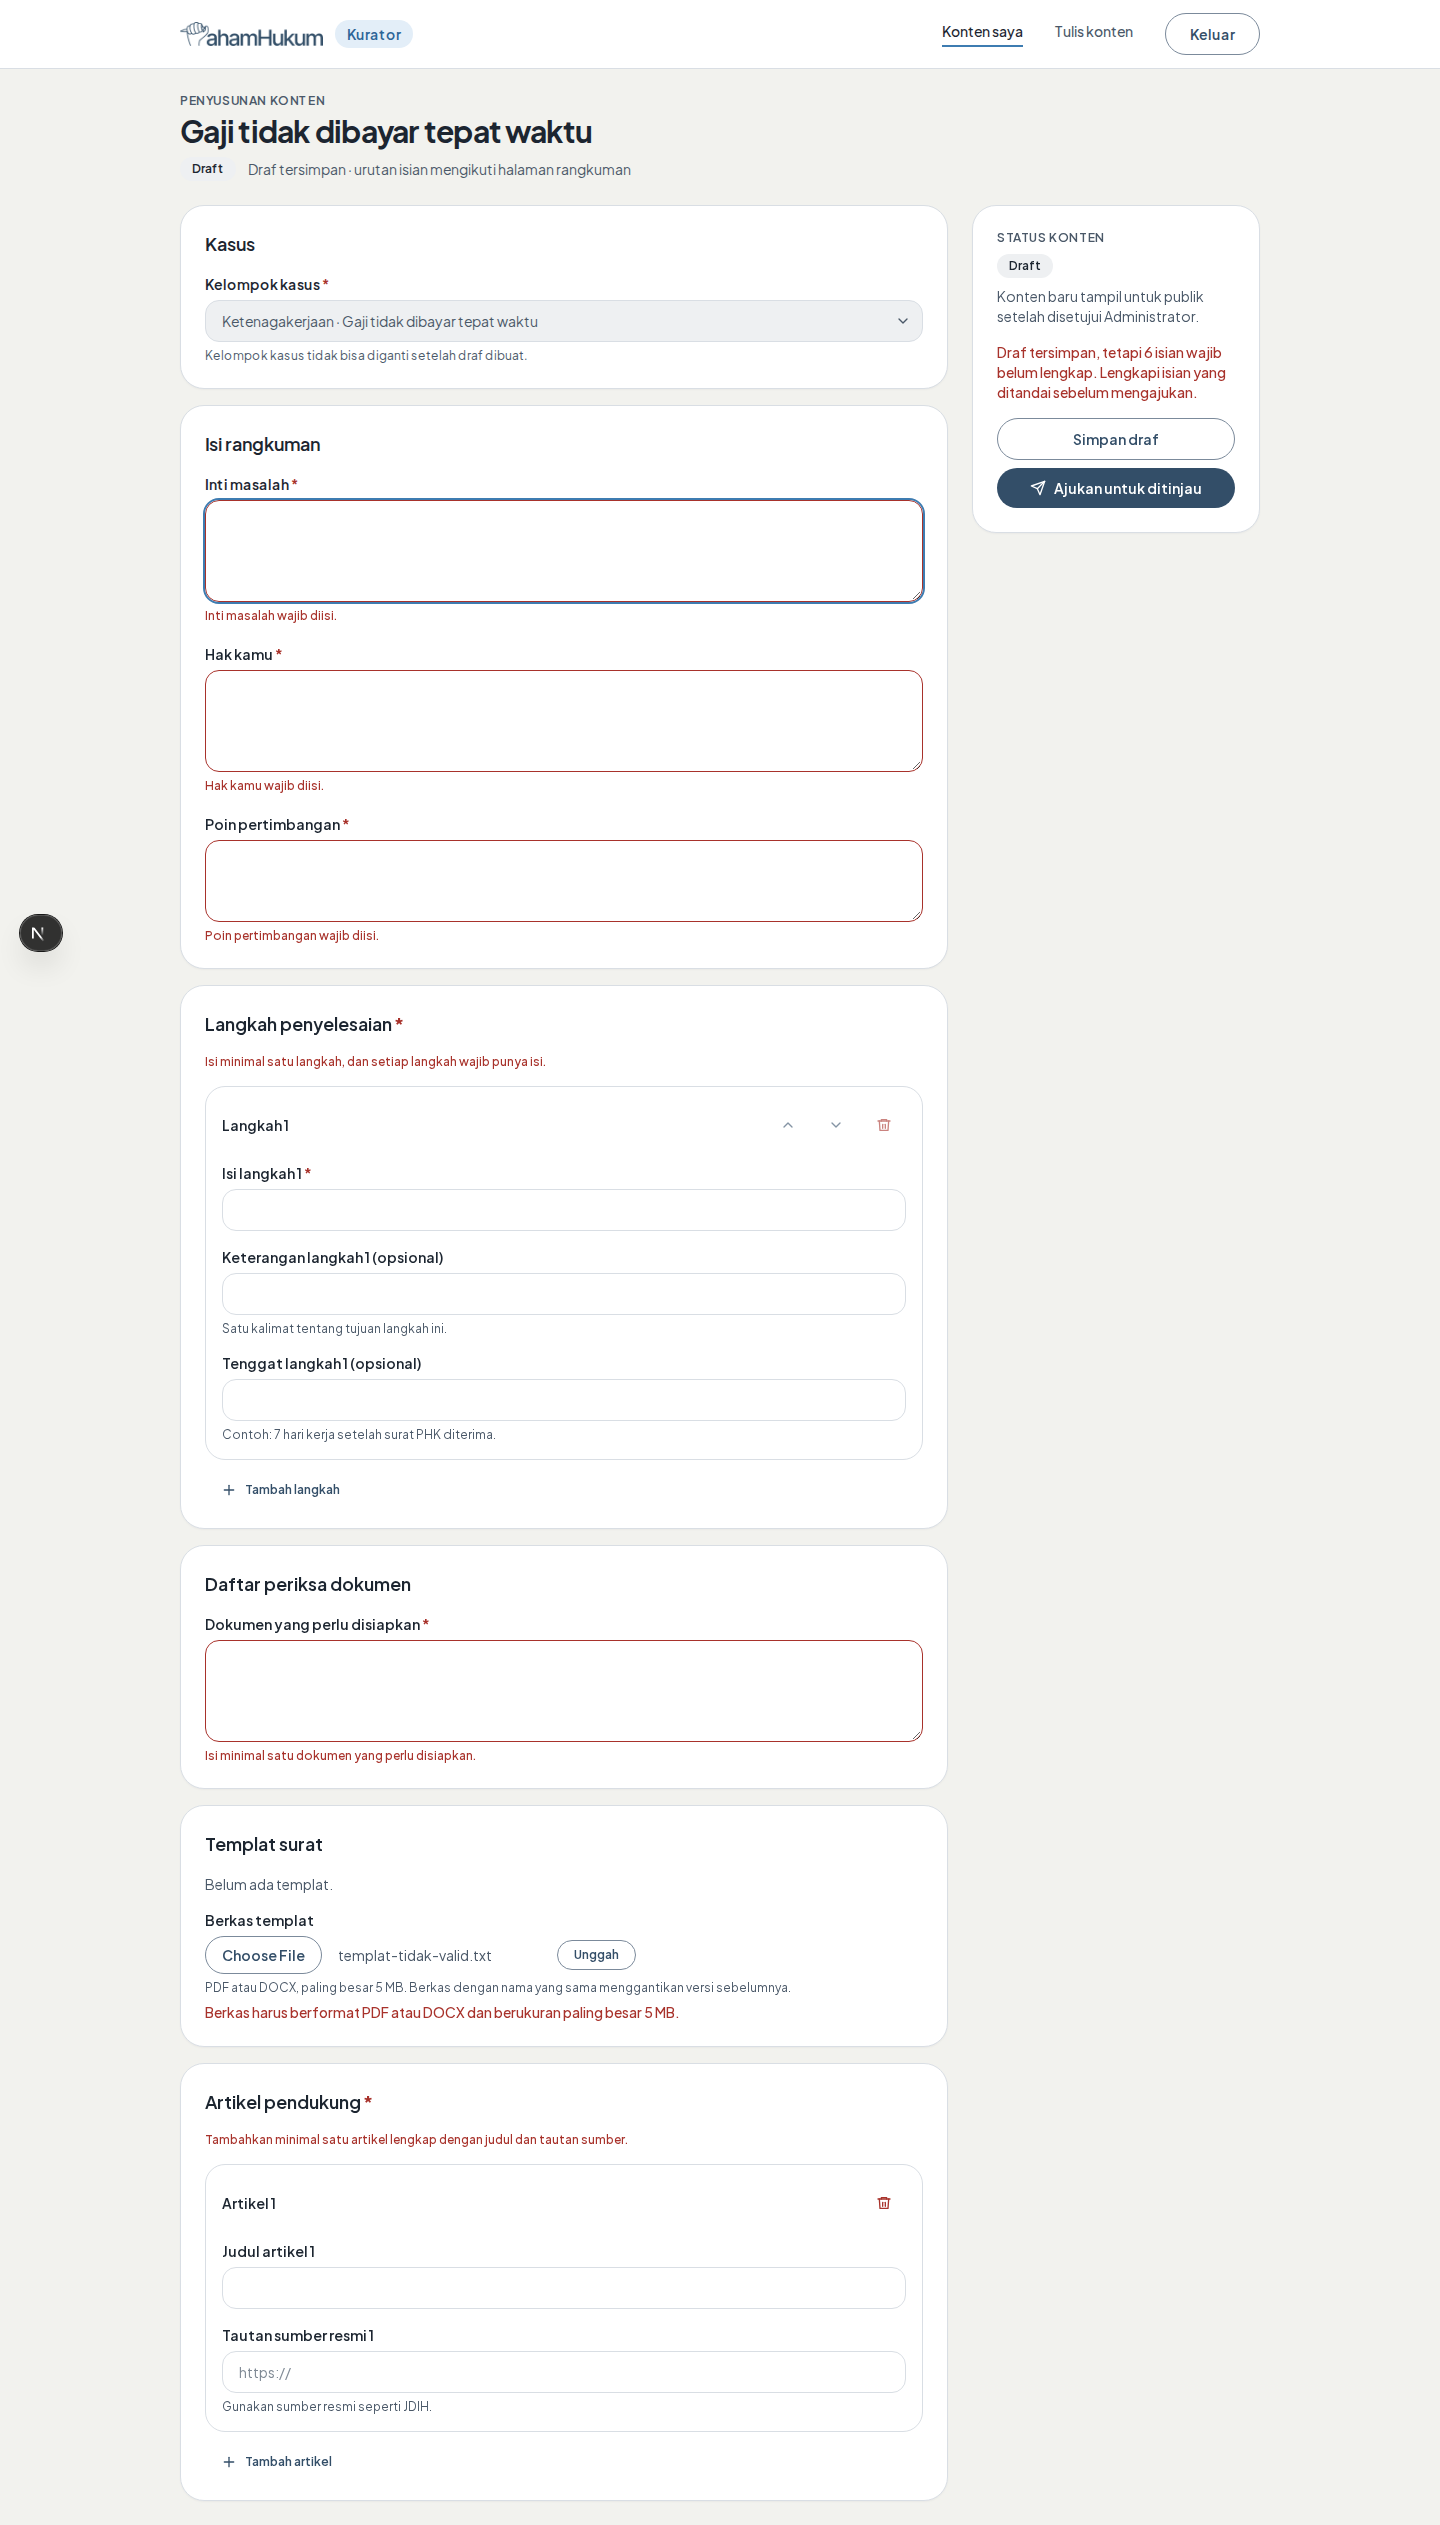 ahamHukum
Kurator
Konten saya
Tulis konten
Keluar
PENYUSUNAN KONTEN
Gaji tidak dibayar tepat waktu
Draft
Draf tersimpan · urutan isian mengikuti halaman rangkuman
Kasus
Kelompok kasus *
Ketenagakerjaan · Gaji tidak dibayar tepat waktu
Kelompok kasus tidak bisa diganti setelah draf dibuat.
STATUS KONTEN
Draft
Konten baru tampil untuk publik
setelah disetujui Administrator.
Draf tersimpan, tetapi 6 isian wajib
belum lengkap. Lengkapi isian yang
ditandai sebelum mengajukan.
Simpan draf
Ajukan untuk ditinjau
Isi rangkuman
Inti masalah *
Inti masalah wajib diisi.
Hak kamu *
Hak kamu wajib diisi.
Poin pertimbangan *
Poin pertimbangan wajib diisi.
N
Langkah penyelesaian *
Isi minimal satu langkah, dan setiap langkah wajib punya isi.
Langkah 1
Isi langkah 1 *
Keterangan langkah 1 (opsional)
Satu kalimat tentang tujuan langkah ini.
Tenggat langkah 1 (opsional)
Contoh: 7 hari kerja setelah surat PHK diterima.
Tambah langkah
Daftar periksa dokumen
Dokumen yang perlu disiapkan *
Isi minimal satu dokumen yang perlu disiapkan.
Templat surat
Belum ada templat.
Berkas templat
Choose File
templat-tidak-valid.txt
Unggah
PDF atau DOCX, paling besar 5 MB. Berkas dengan nama yang sama menggantikan versi sebelumnya.
Berkas harus berformat PDF atau DOCX dan berukuran paling besar 5 MB.
Artikel pendukung *
Tambahkan minimal satu artikel lengkap dengan judul dan tautan sumber.
Artikel 1
Judul artikel 1
Tautan sumber resmi 1
https://
Gunakan sumber resmi seperti JDIH.
Tambah artikel